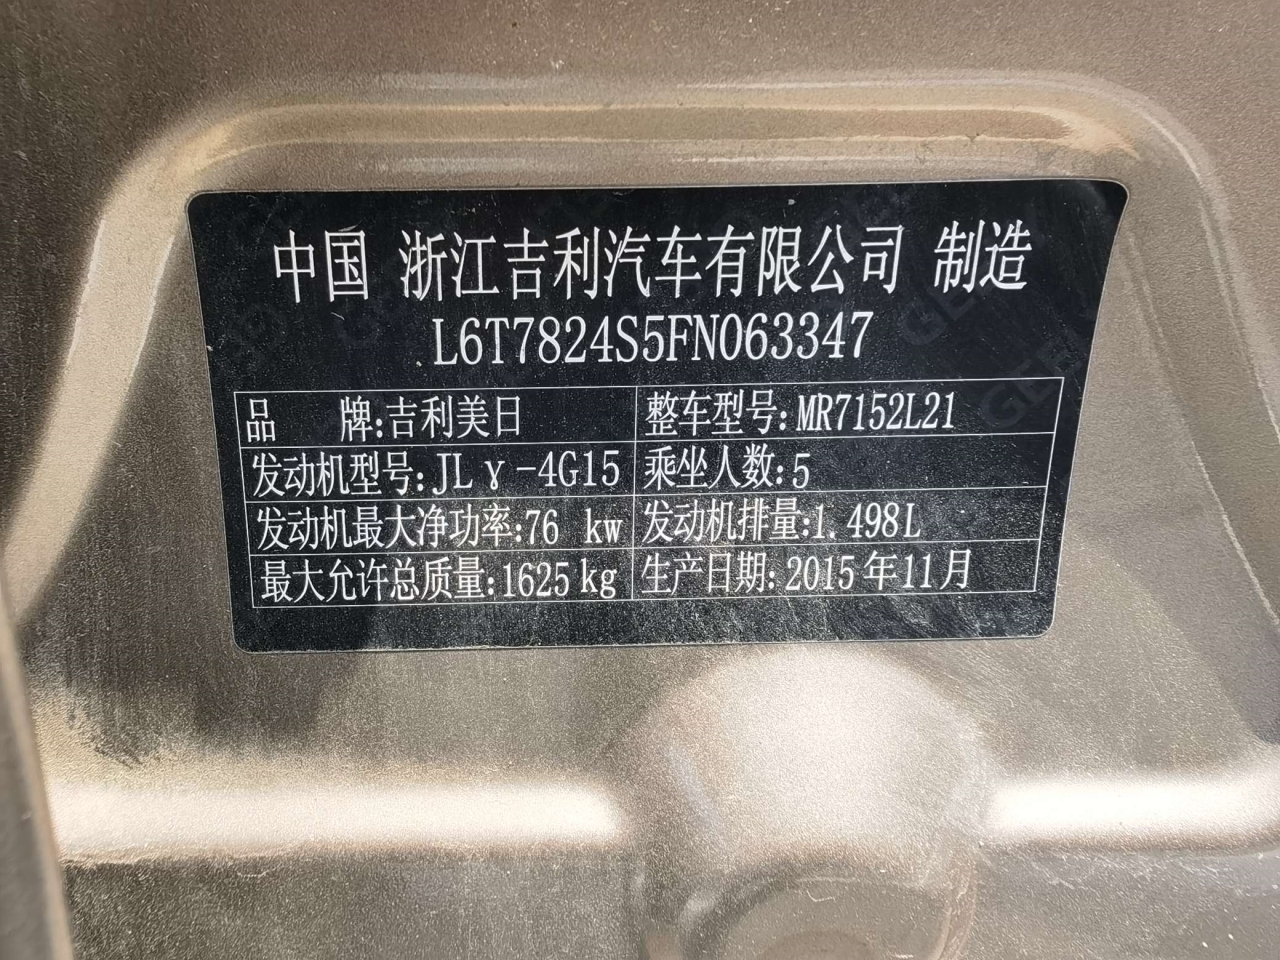 中国 浙江吉利汽车有限公司 制造
L6T7824S5FN063347
品 牌:吉利美日 整车型号:MR7152L21
发动机型号:JLγ-4G15 乘坐人数:5
发动机最大净功率:76 kw 发动机排量:1.498L
最大允许总质量:1625kg 生产日期:2015年11月